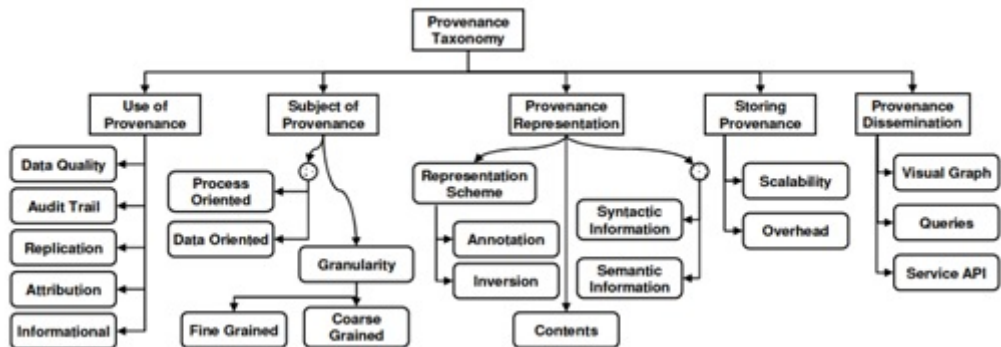 Provenance
Taxonomy
Use of
Provenance
Subject of
Provenance
Provenance
Representation
Storing
Provenance
Provenance
Dissemination
Data Quality
Audit Trail
Replication
Attribution
Informational
Process
Oriented
Data Oriented
Granularity
Fine Grained
Coarse
Grained
Representation
Scheme
Annotation
Inversion
Contents
Syntactic
Information
Semantic
Information
Scalability
Overhead
Visual Graph
Queries
Service API